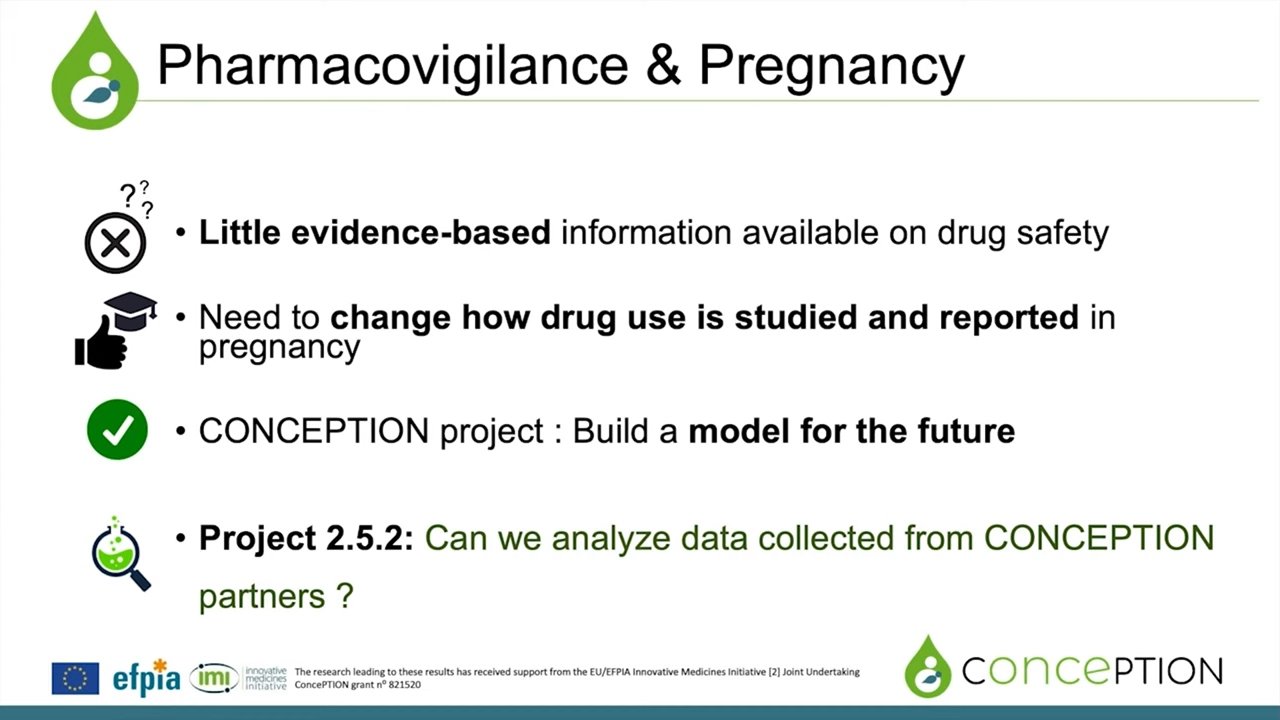 Pharmacovigilance & Pregnancy
? ?
?
• Little evidence-based information available on drug safety
• Need to change how drug use is studied and reported in
pregnancy
• CONCEPTION project : Build a model for the future
• Project 2.5.2: Can we analyze data collected from CONCEPTION
partners ?
efpia
imi
innovative
medicines
initiative
The research leading to these results has received support from the EU/EFPIA Innovative Medicines Initiative [2] Joint Undertaking
ConcePTION grant nº 821520
concePTION